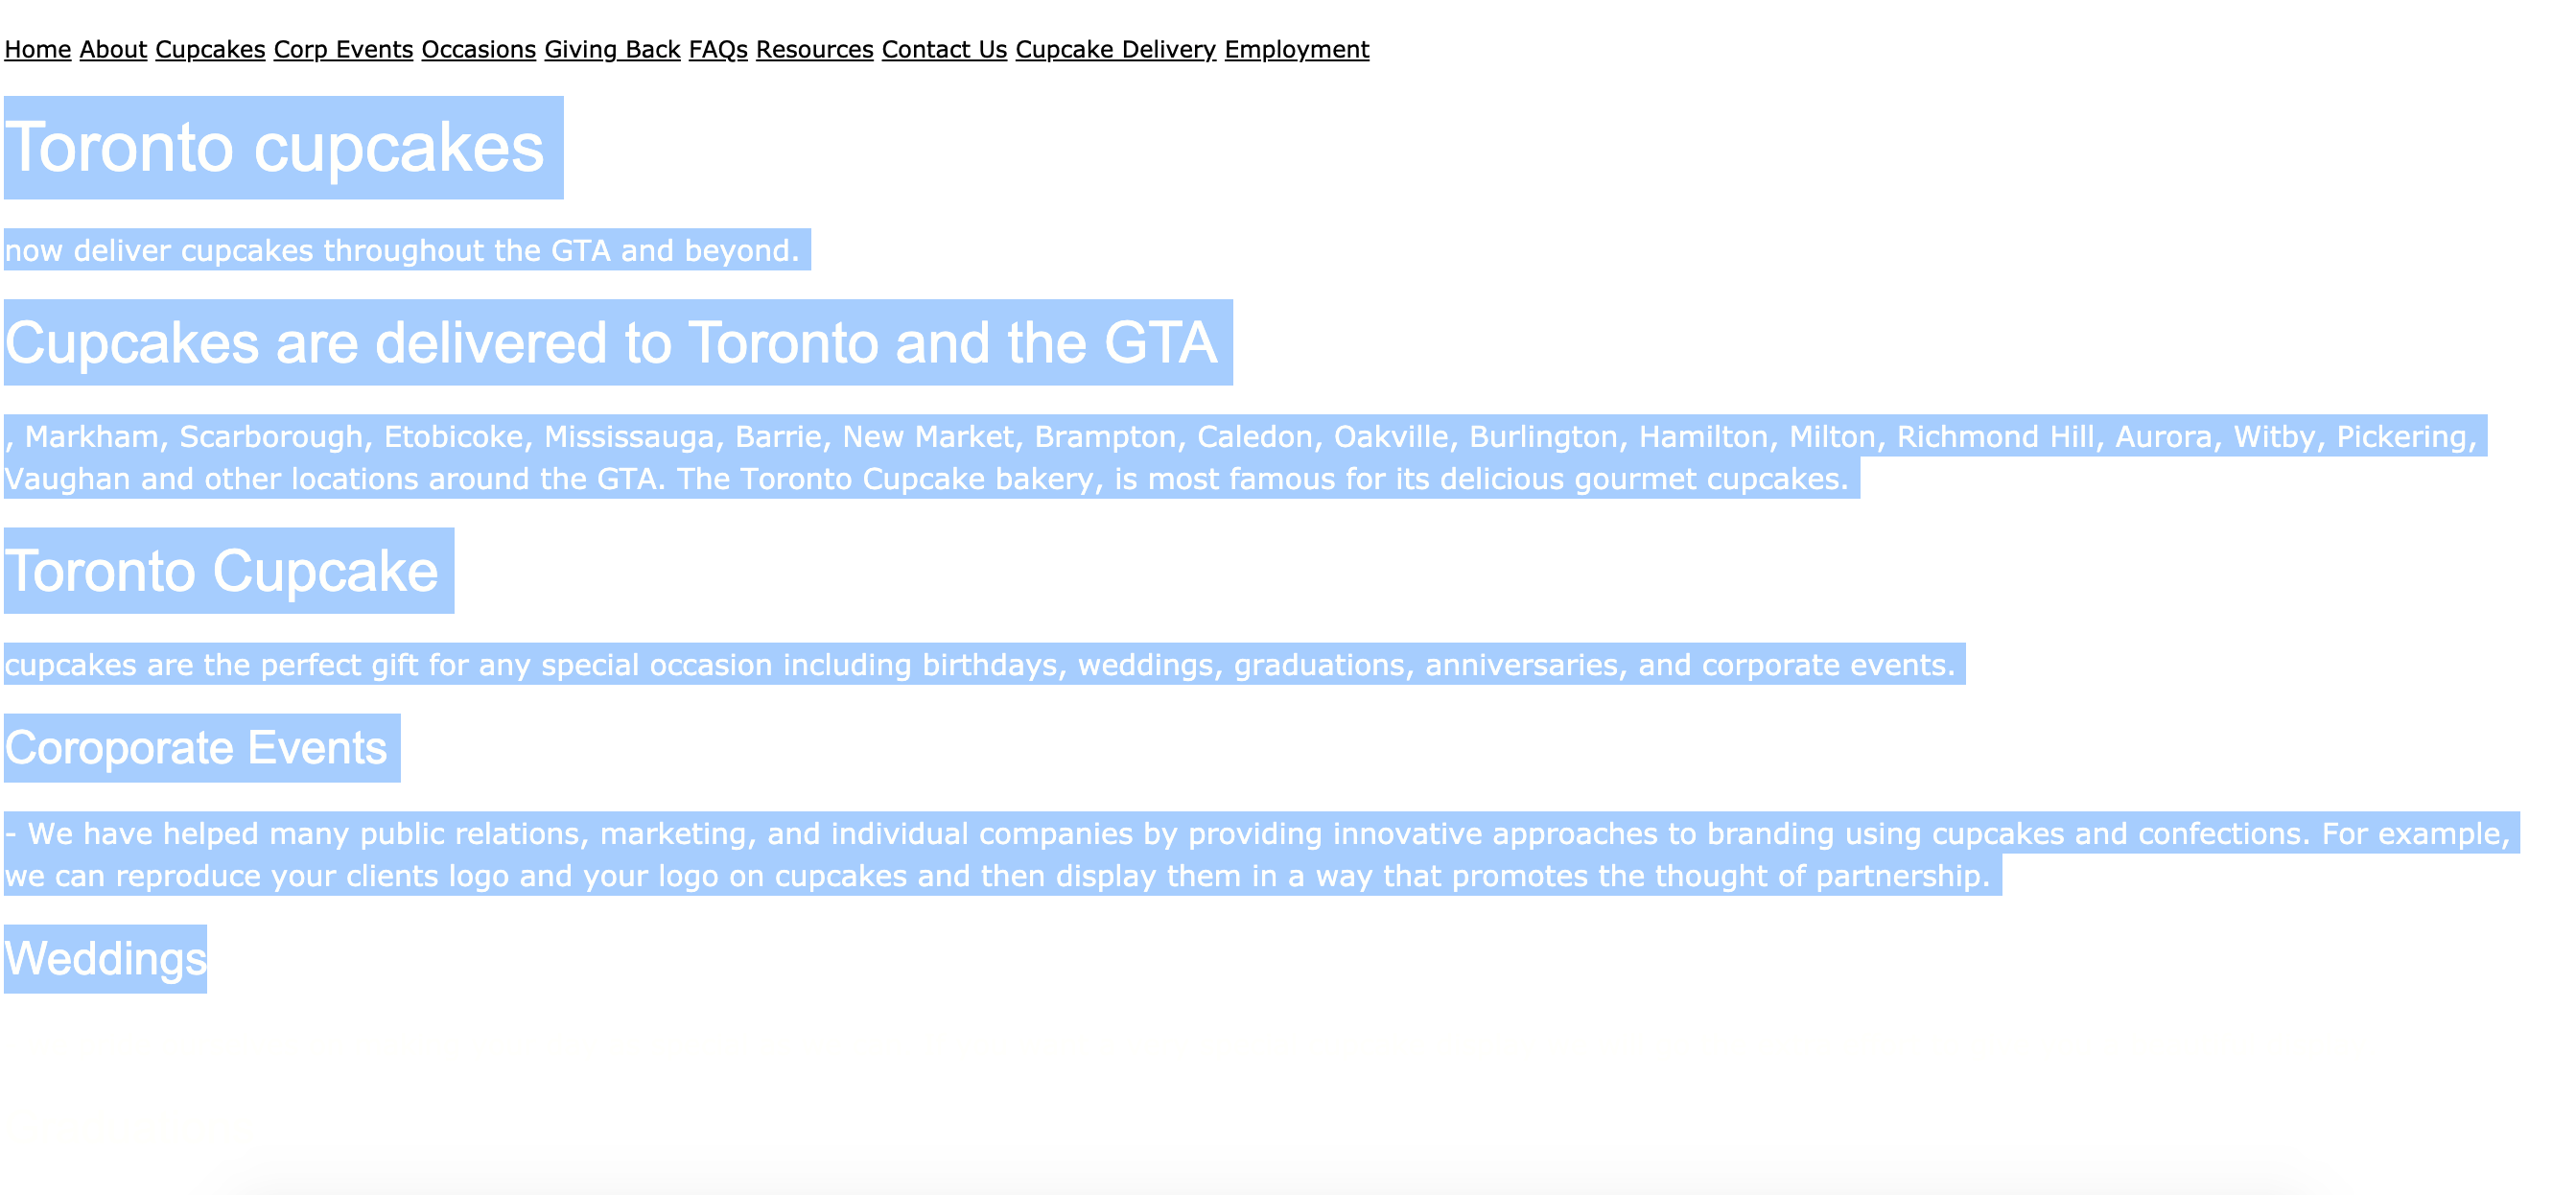 Home About Cupcakes Corp Events Occasions Giving Back FAQs Resources Contact Us Cupcake Delivery Employment
Toronto cupcakes
now deliver cupcakes throughout the GTA and beyond.
Cupcakes are delivered to Toronto and the GTA
, Markham, Scarborough, Etobicoke, Mississauga, Barrie, New Market, Brampton, Caledon, Oakville, Burlington, Hamilton, Milton, Richmond Hill, Aurora, Witby, Pickering,
Vaughan and other locations around the GTA. The Toronto Cupcake bakery, is most famous for its delicious gourmet cupcakes.
Toronto Cupcake
cupcakes are the perfect gift for any special occasion including birthdays, weddings, graduations, anniversaries, and corporate events.
Coroporate Events
- We have helped many public relations, marketing, and individual companies by providing innovative approaches to branding using cupcakes and confections. For example,
we can reproduce your clients logo and your logo on cupcakes and then display them in a way that promotes the thought of partnership.
Weddings